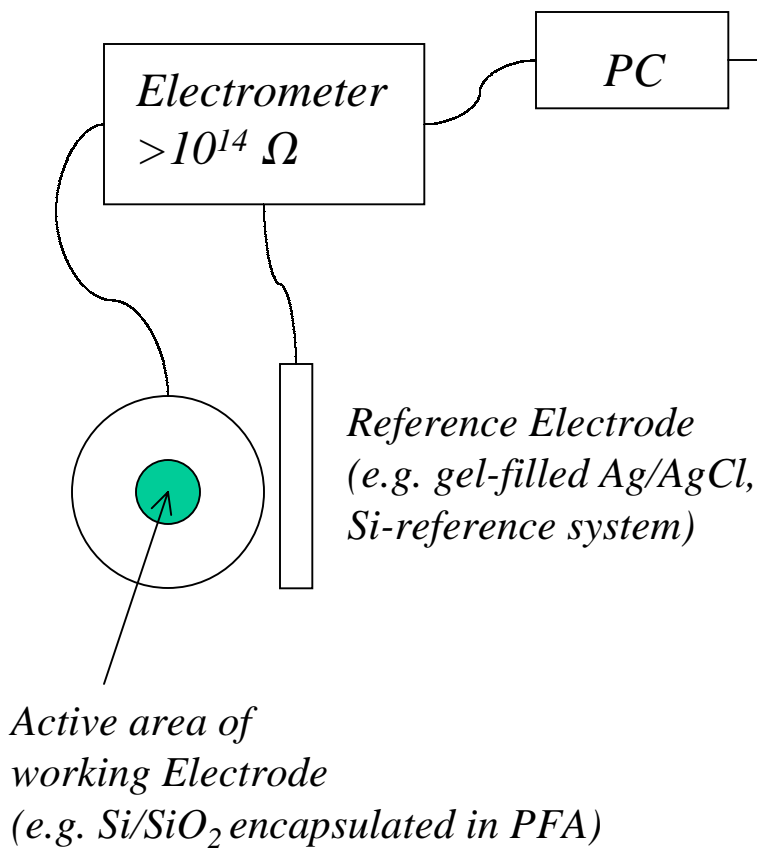 PC
Electrometer
>10¹⁴ Ω
Reference Electrode
(e.g. gel-filled Ag/AgCl,
Si-reference system)
Active area of
working Electrode
(e.g. Si/SiO₂ encapsulated in PFA)